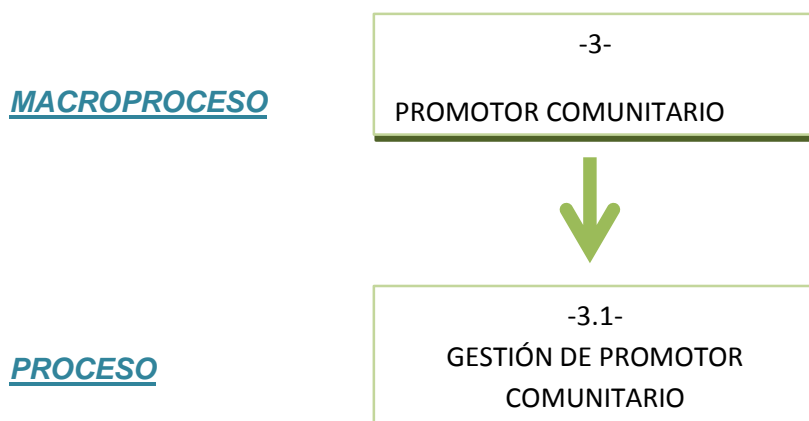 -3-
MACROPROCESO
PROMOTOR COMUNITARIO
-3.1-
GESTIÓN DE PROMOTOR
PROCESO
COMUNITARIO